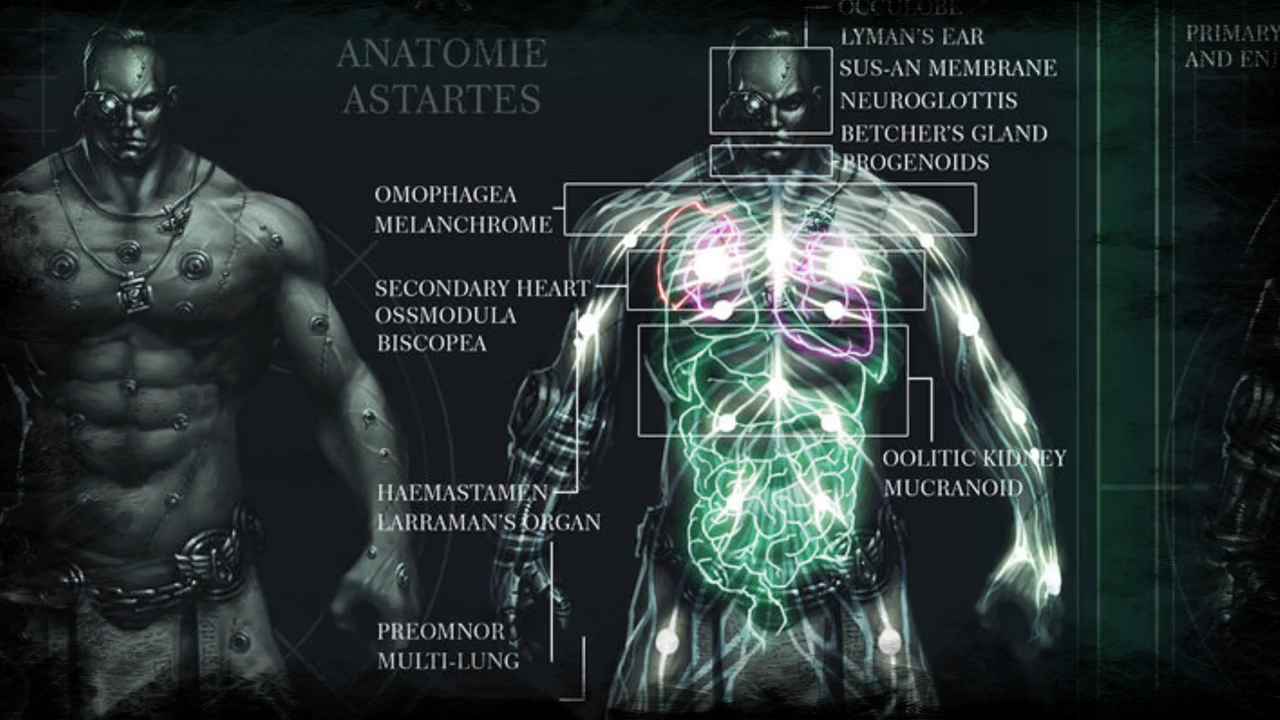 ANATOMIE
ASTARTES
OCCULOBE
LYMAN'S EAR
SUS-AN MEMBRANE
NEUROGLOTTIS
BETCHER'S GLAND
PROGENOIDS
OMOPHAGEA
MELANCHROME
SECONDARY HEART
OSSMODULA
BISCOPEA
HAEMASTAMEN
LARRAMAN'S ORGAN
PREOMNOR
MULTI-LUNG
OOLITIC KIDNEY
MUCRANOID
PRIMARY
AND